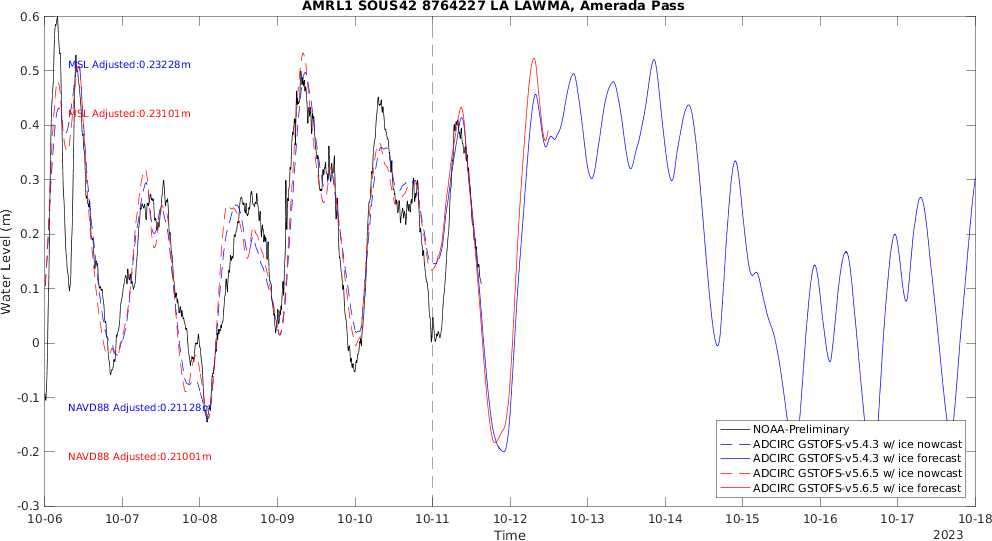 AMRL1 SOUS42 8764227 LA LAWMA, Amerada Pass
0.6
0.5
0.4
0.3
0.2
0.1
0
-0.1
-0.2
-0.3
Water Level (m)
MSL Adjusted:0.23228m
MSL Adjusted:0.23101m
NAVD88 Adjusted:0.21128m
NAVD88 Adjusted:0.21001m
NOAA-Preliminary
ADCIRC GSTOFS-v5.4.3 w/ ice nowcast
ADCIRC GSTOFS-v5.4.3 w/ ice forecast
ADCIRC GSTOFS-v5.6.5 w/ ice nowcast
ADCIRC GSTOFS-v5.6.5 w/ ice forecast
10-06 10-07 10-08 10-09 10-10 10-11 10-12 10-13 10-14 10-15 10-16 10-17 10-18
Time
2023